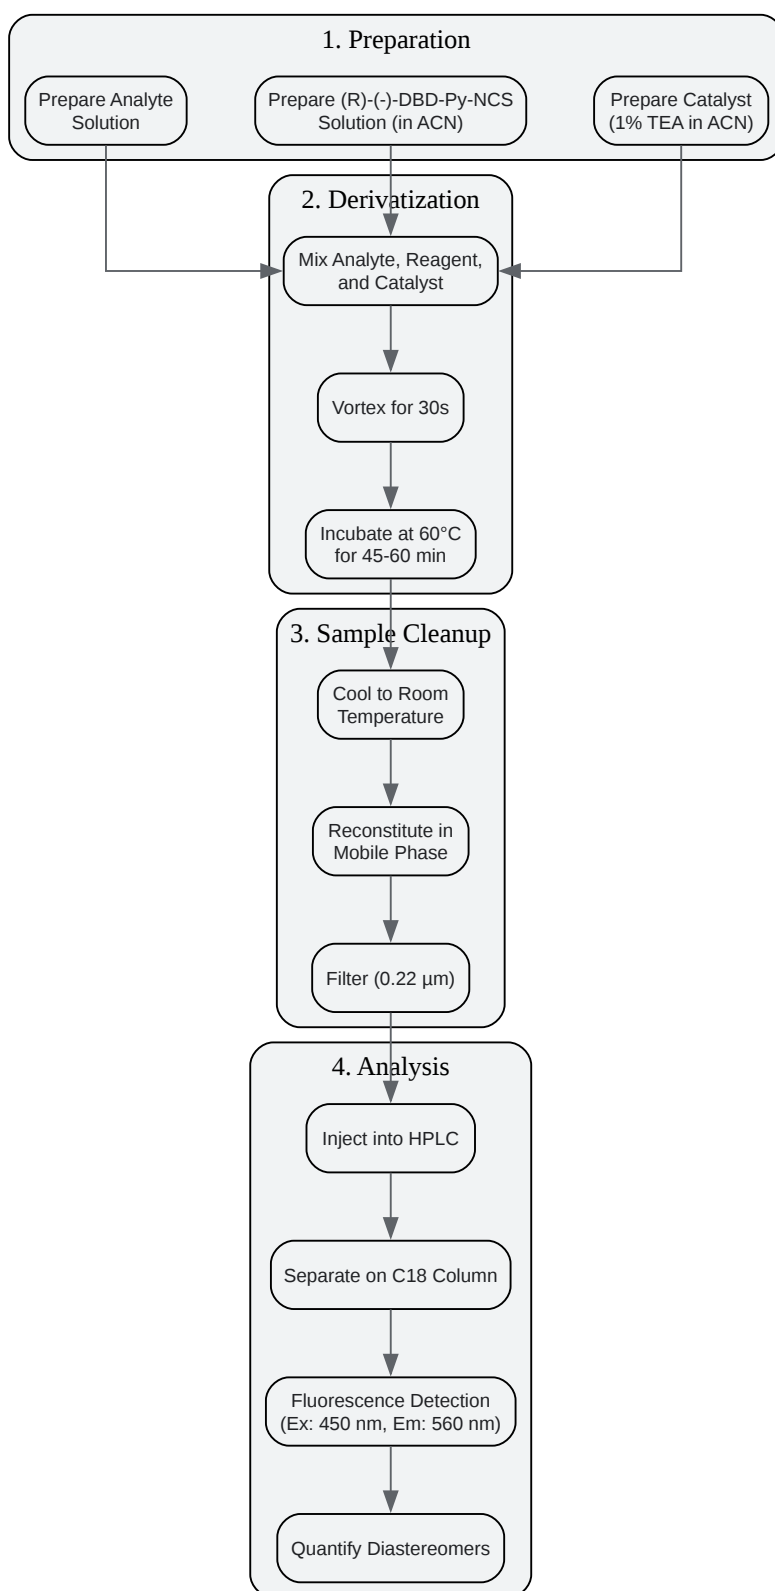 1. Preparation
Prepare Analyte
Solution
Prepare (R)-(-)-DBD-Py-NCS
Solution (in ACN)
Prepare Catalyst
(1% TEA in ACN)
2. Derivatization
Mix Analyte, Reagent,
and Catalyst
Vortex for 30s
Incubate at 60°C
for 45-60 min
3. Sample Cleanup
Cool to Room
Temperature
Reconstitute in
Mobile Phase
Filter (0.22 µm)
4. Analysis
Inject into HPLC
Separate on C18 Column
Fluorescence Detection
(Ex: 450 nm, Em: 560 nm)
Quantify Diastereomers